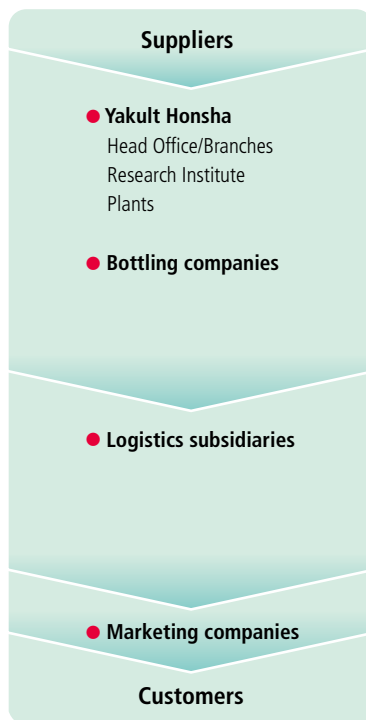 Suppliers
Yakult Honsha
Head Office/Branches
Research Institute
Plants
Bottling companies
Logistics subsidiaries
Marketing companies
Customers